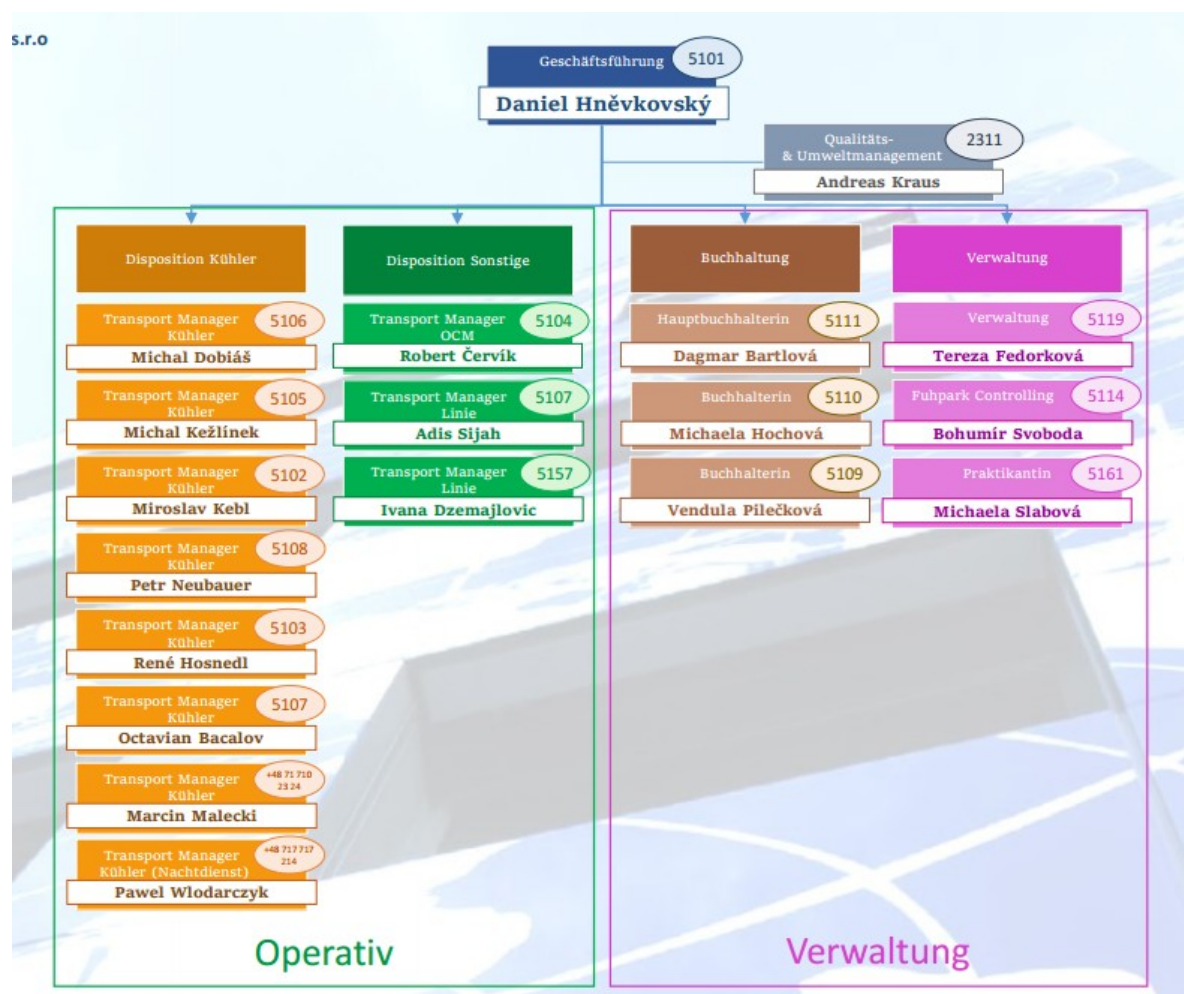 s.r.o
Geschäftsführung
5101
Daniel Hněvkovský
Qualitäts-
& Umweltmanagement
2311
Andreas Kraus
Disposition Kühler
Transport Manager
Kühler
5106
Michal Dobiáš
Transport Manager
Kühler
5105
Michal Kežlínek
Transport Manager
Kühler
5102
Miroslav Kebl
Transport Manager
Kühler
5108
Petr Neubauer
Transport Manager
Kühler
5103
René Hosnedl
Transport Manager
Kühler
5107
Octavian Bacalov
Transport Manager
Kühler
+48 71 710
23 24
Marcin Malecki
Transport Manager
Kühler (Nachtdienst)
+48 717 717
214
Pawel Wlodarczyk
Disposition Sonstige
Transport Manager
OCM
5104
Robert Červík
Transport Manager
Linie
5107
Adis Sijah
Transport Manager
Linie
5157
Ivana Dzemajlovic
Operativ
Buchhaltung
Hauptbuchhalterin
5111
Dagmar Bartlová
Buchhalterin
5110
Michaela Hochová
Buchhalterin
5109
Vendula Pilečková
Verwaltung
Verwaltung
5119
Tereza Fedorková
Fuhpark Controlling
5114
Bohumír Svoboda
Praktikantin
5161
Michaela Slabová
Verwaltung